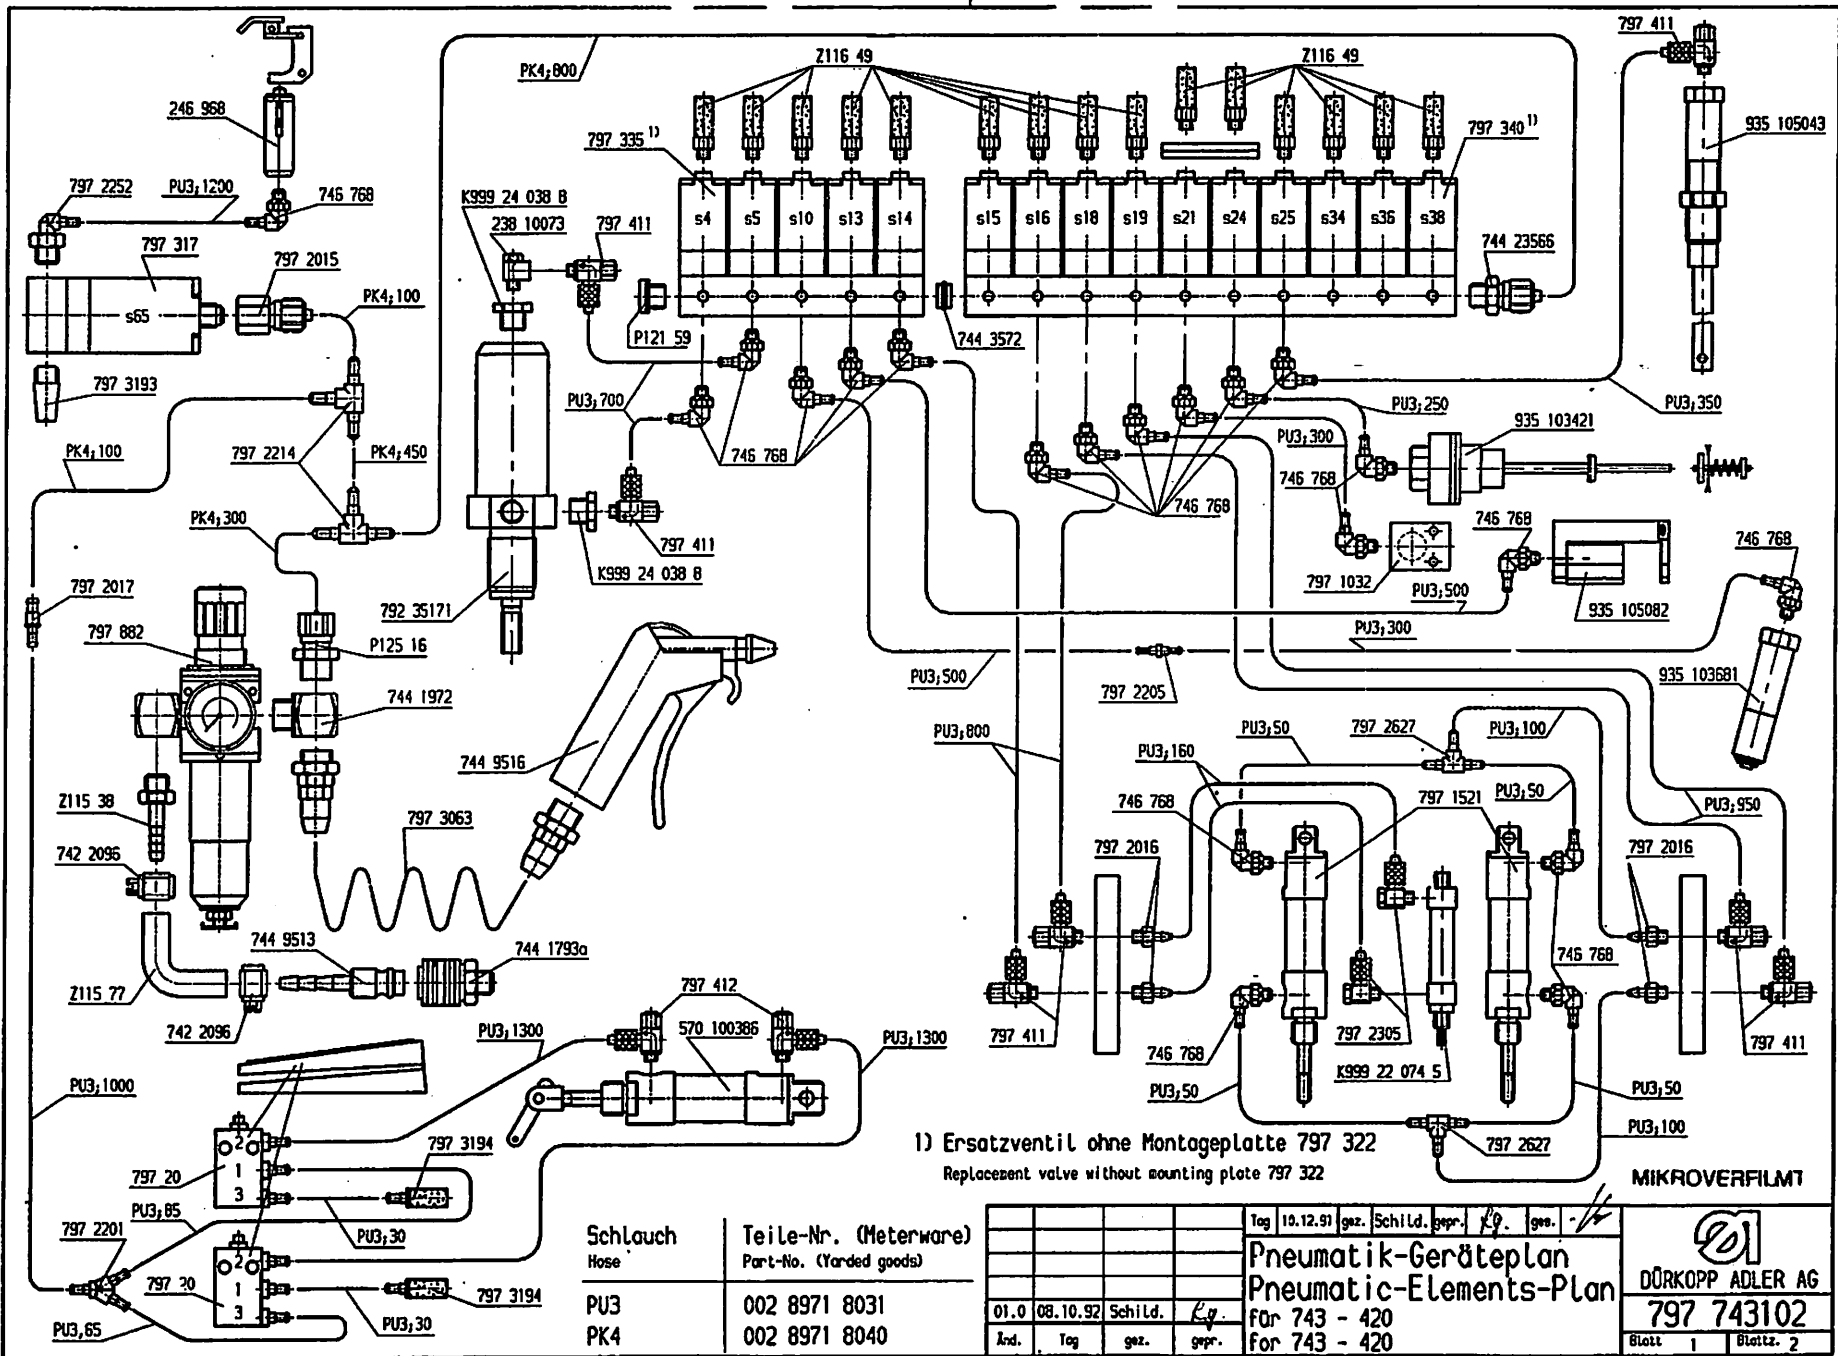 797 411
Z116 49
Z116 49
PK4;800
246 968
797 335 1)
797 340 1)
935 105043
797 2252
PU3;1200
746 768
K999 24 038 8
s4
s5
s10
s13
s14
s15
s16
s18
s19
s21
s24
s25
s34
s36
s38
238 10073
797 411
744 23566
797 317
797 2015
PK4;100
s65
P121 59
744 3572
797 3193
PU3;700
PU3;250
PU3;350
PK4;100
797 2214
PK4;450
746 768
PU3;300
935 103421
746 768
746 768
PK4;300
746 768
746 768
797 411
797 2017
K999 24 038 8
797 1032
PU3;500
935 105082
792 35171
797 882
P125 16
PU3;300
PU3;500
797 2205
935 103681
744 1972
PU3;800
PU3;50
797 2627
PU3;100
PU3;160
744 9516
PU3;50
Z115 38
746 768
797 1521
PU3;950
797 3063
742 2096
797 2016
797 2016
744 9513
744 1793a
746 768
Z115 77
797 412
742 2096
PU3;1300
570 100386
PU3;1300
797 411
797 2305
797 411
746 768
K999 22 074 5
PU3;1000
PU3;50
PU3;50
2
1
3
797 20
797 3194
1) Ersatzventil ohne Montageplatte 797 322
Replacement valve without mounting plate 797 322
797 2627
PU3;100
MIKROVERFILMT
PU3;85
PU3;30
797 2201
2
1
3
797 20
797 3194
PU3;65
PU3;30
Schlauch
Teile-Nr. (Meterware)
Hose
Part-No. (Yarded goods)
PU3
002 8971 8031
PK4
002 8971 8040
Tag 10.12.91 gez. Schild. gepr. Kg. ges.
Pneumatik-Geräteplan
Pneumatic-Elements-Plan
für 743 - 420
for 743 - 420
01.0 08.10.92 Schild. Kg.
Änd. Tag gez. gepr.
DÜRKOPP ADLER AG
797 743102
Blatt 1 Blattz. 2